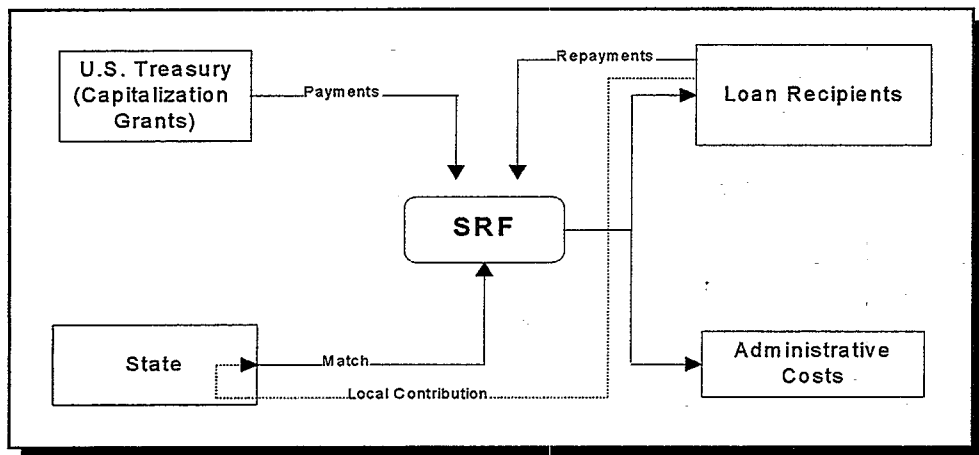 U.S. Treasury
(Capitalization
Grants)
Payments
Repayments
Loan Recipients
SRF
State
Match
Local Contribution
Administrative
Costs